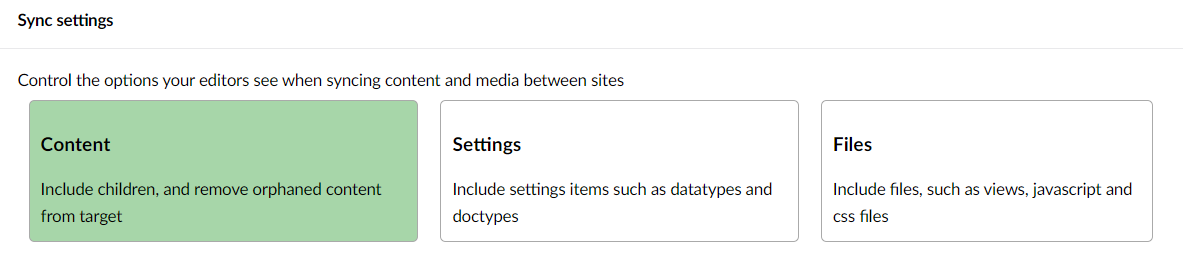 Sync settings
Control the options your editors see when syncing content and media between sites
Content
Include children, and remove orphaned content
from target
Settings
Include settings items such as datatypes and
doctypes
Files
Include files, such as views, javascript and
css files